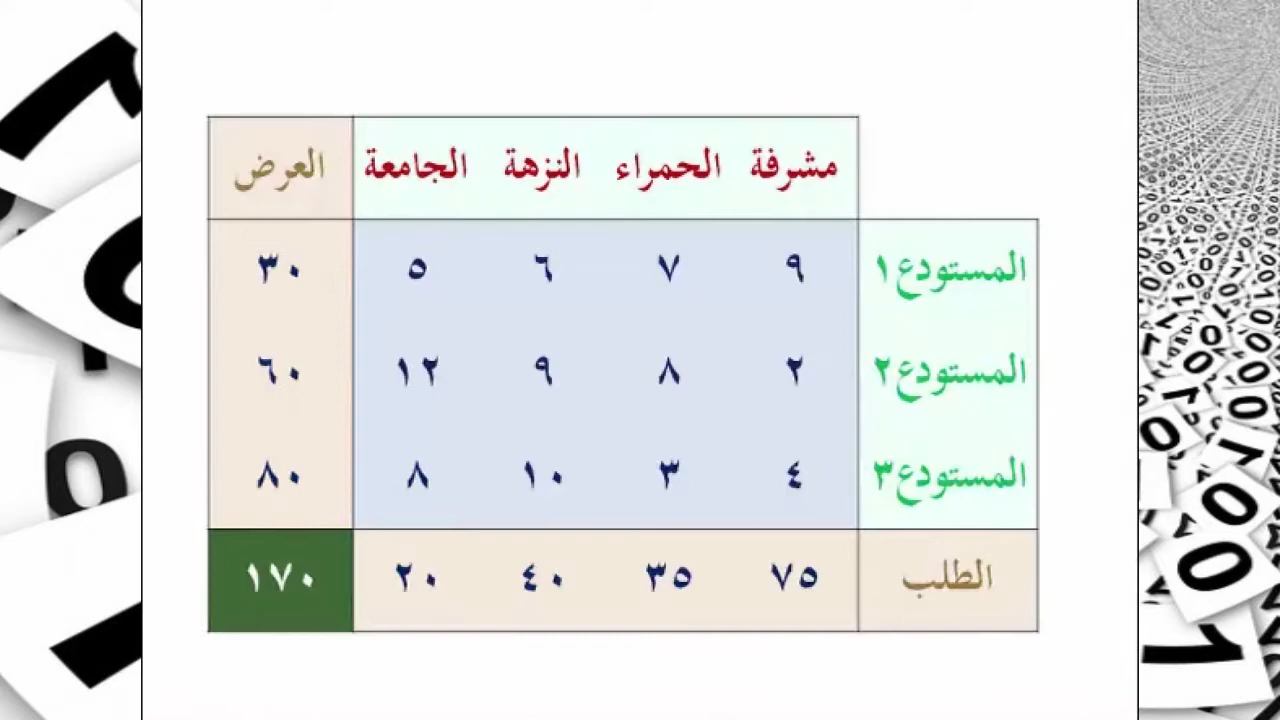 مشرفة الحمراء النزهة الجامعة العرض
المستودع١ ٩ ٧ ٦ ٥ ٣٠
المستودع٢ ٢ ٨ ٩ ١٢ ٦٠
المستودع٣ ٤ ٣ ١٠ ٨ ٨٠
الطلب ٧٥ ٣٥ ٤٠ ٢٠ ١٧٠